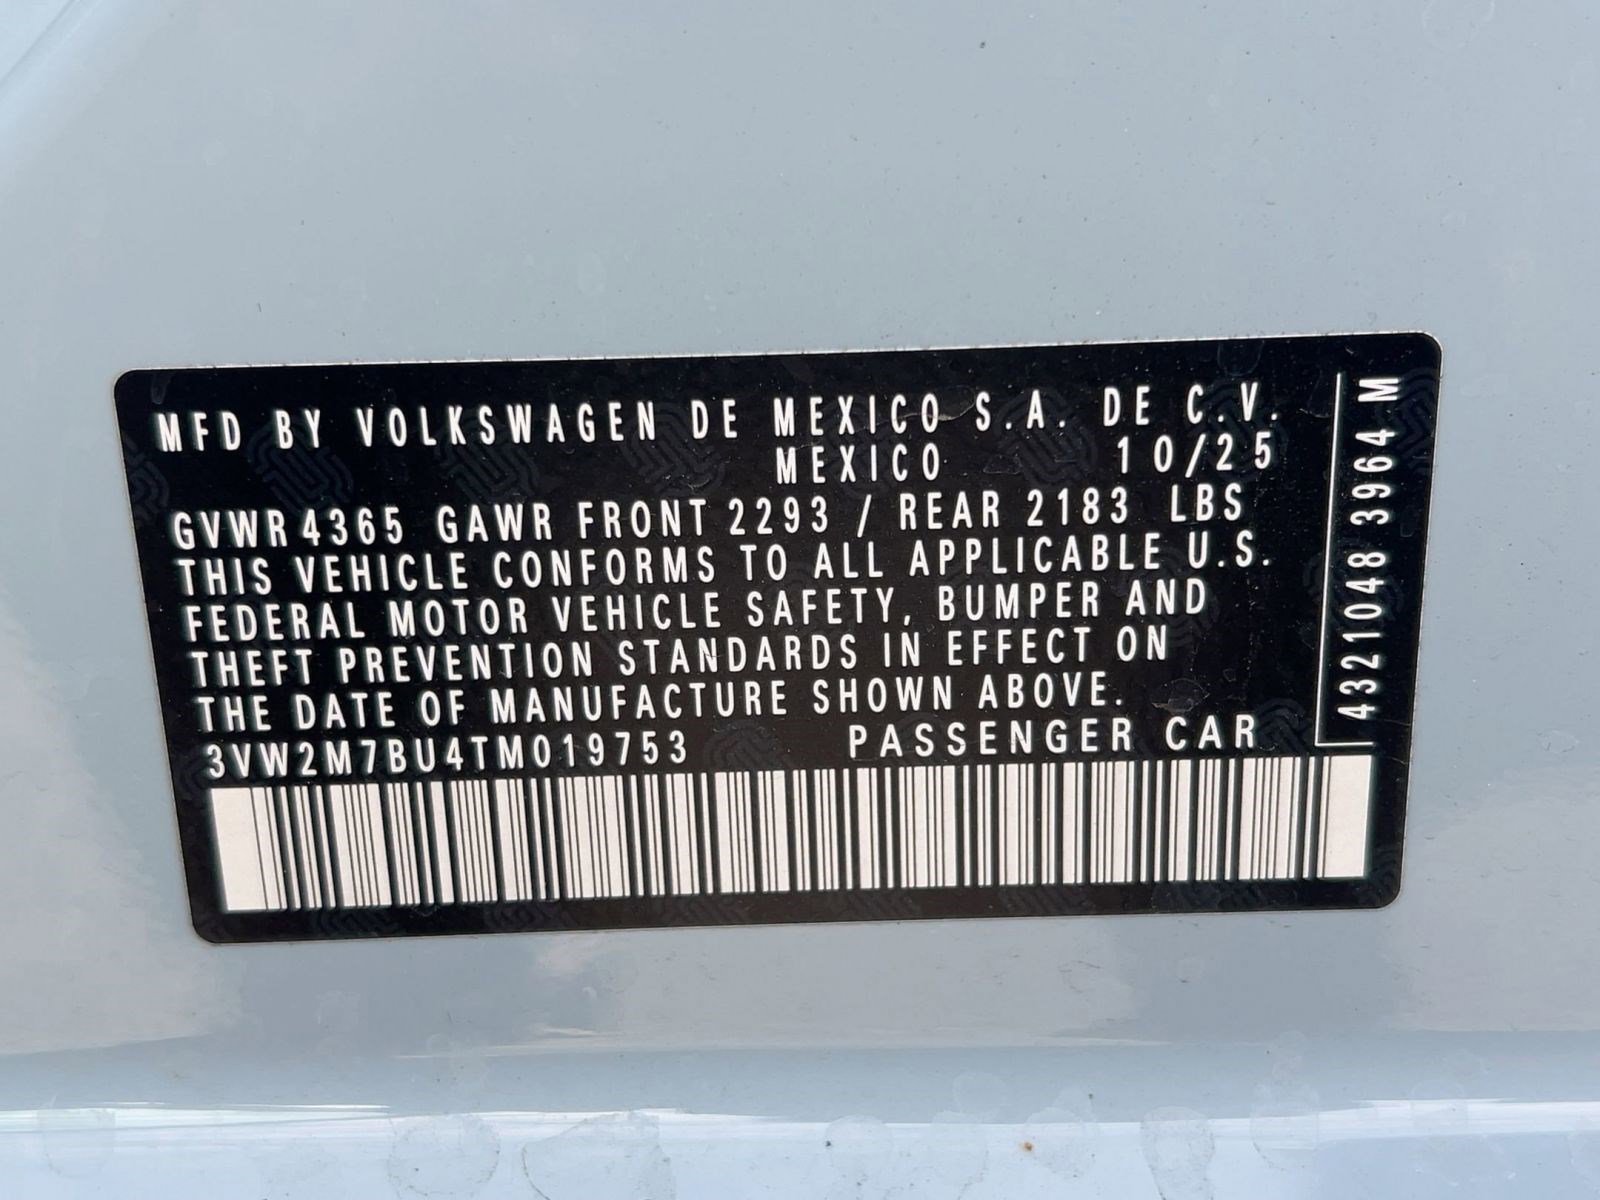 MFD BY VOLKSWAGEN DE MEXICO S.A. DE C.V.
MEXICO 10/25
GVWR 4365 GAWR FRONT 2293 / REAR 2183 LBS
THIS VEHICLE CONFORMS TO ALL APPLICABLE U.S.
FEDERAL MOTOR VEHICLE SAFETY, BUMPER AND
THEFT PREVENTION STANDARDS IN EFFECT ON
THE DATE OF MANUFACTURE SHOWN ABOVE.
3VW2M7BU4TM019753 PASSENGER CAR
4321048 3964 M